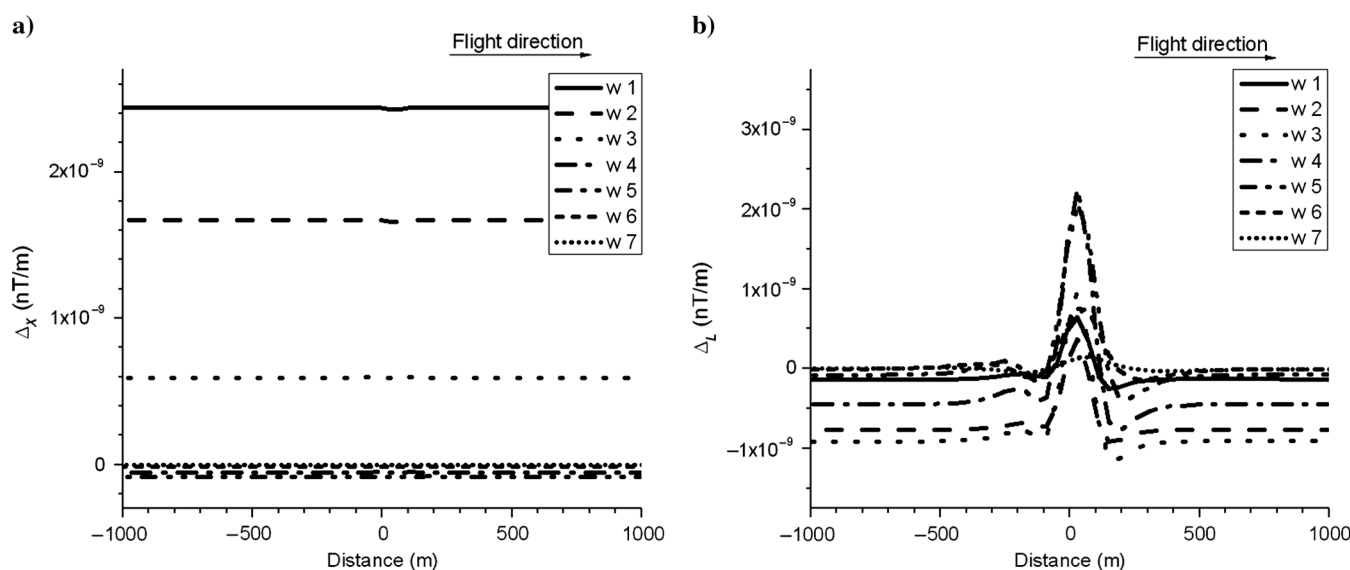 a)
Flight direction
w 1
w 2
w 3
w 4
w 5
w 6
w 7
2x10⁻⁹
1x10⁻⁹
0
Δx (nT/m)
–1000
–500
0
500
1000
Distance (m)
b)
Flight direction
w 1
w 2
w 3
w 4
w 5
w 6
w 7
3x10⁻⁹
2x10⁻⁹
1x10⁻⁹
0
–1x10⁻⁹
ΔL (nT/m)
–1000
–500
0
500
1000
Distance (m)